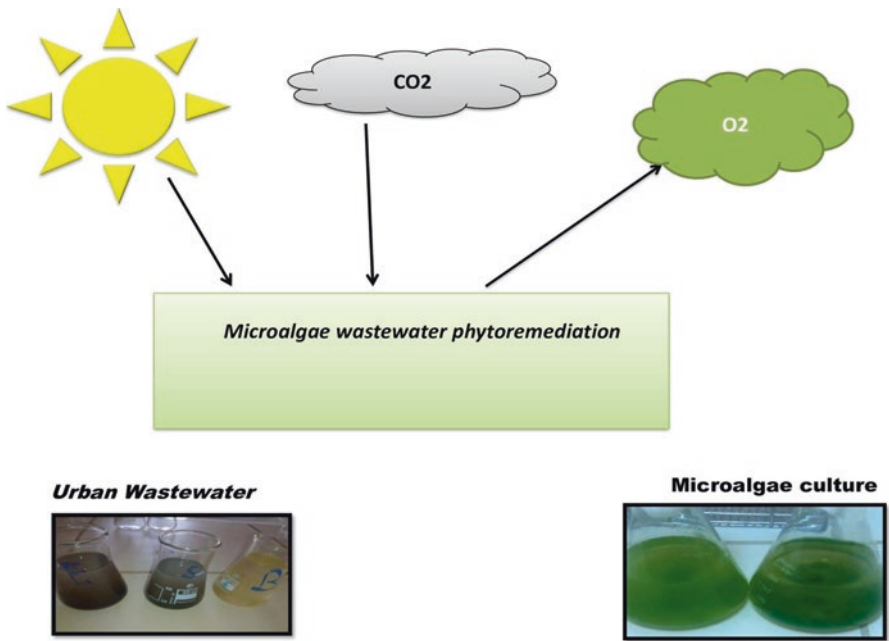 CO2
O2
Microalgae wastewater phytoremediation
Urban Wastewater
Microalgae culture